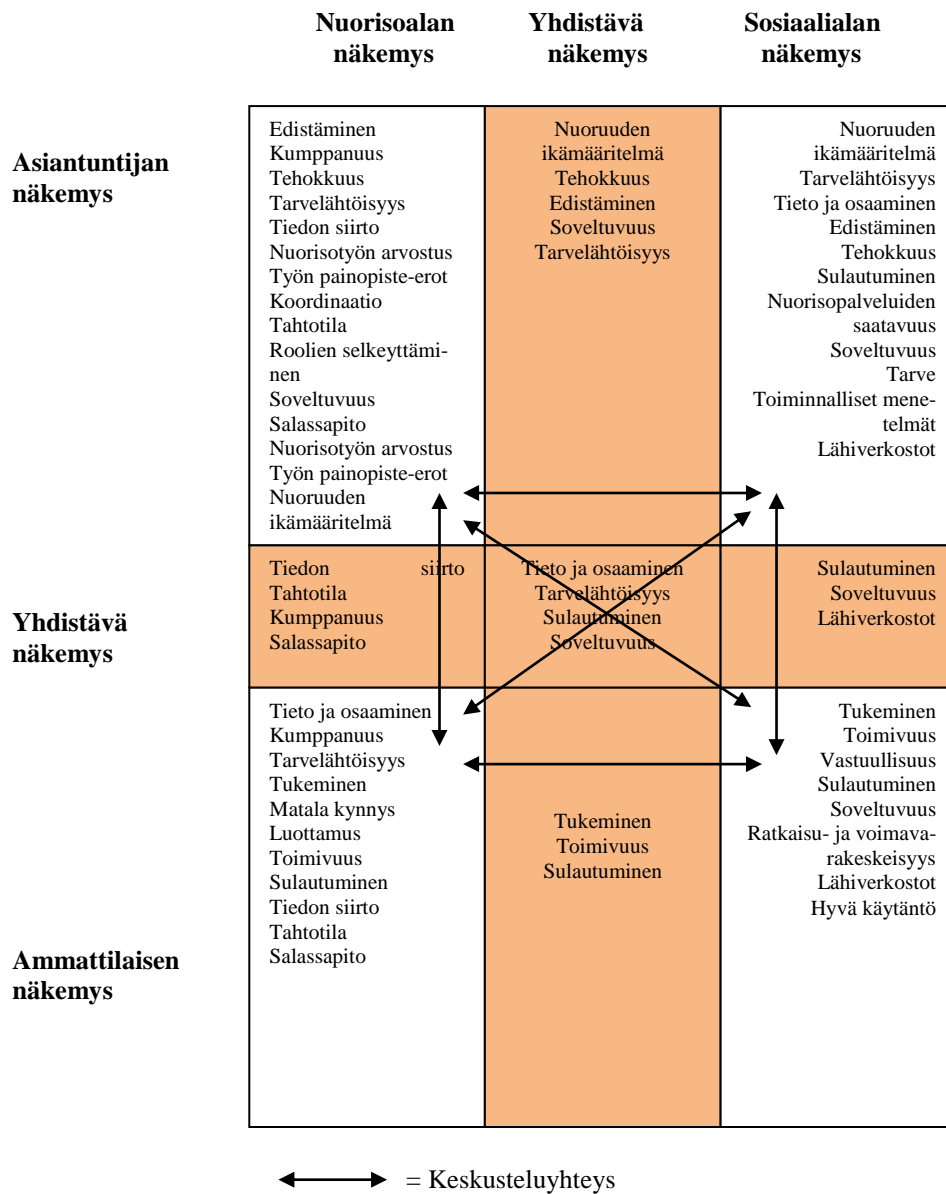 Nuorisoalan
näkemys
Yhdistävä
näkemys
Sosiaalialan
näkemys
Asiantuntijan
näkemys
Edistäminen
Kumppanuus
Tehokkuus
Tarvelähtöisyys
Tiedon siirto
Nuorisotyön arvostus
Työn painopiste-erot
Koordinaatio
Tahtotila
Roolien selkeyttämi-
nen
Soveltuvuus
Salassapito
Nuorisotyön arvostus
Työn painopiste-erot
Nuoruuden
ikämääritelmä
Nuoruuden
ikämääritelmä
Tehokkuus
Edistäminen
Soveltuvuus
Tarvelähtöisyys
Nuoruuden
ikämääritelmä
Tarvelähtöisyys
Tieto ja osaaminen
Edistäminen
Tehokkuus
Sulautuminen
Nuorisopalveluiden
saatavuus
Soveltuvuus
Tarve
Toiminnalliset mene-
telmät
Lähiverkostot
Yhdistävä
näkemys
Tiedon siirto
Tahtotila
Kumppanuus
Salassapito
Tieto ja osaaminen
Tarvelähtöisyys
Sulautuminen
Soveltuvuus
Sulautuminen
Soveltuvuus
Lähiverkostot
Ammattilaisen
näkemys
Tieto ja osaaminen
Kumppanuus
Tarvelähtöisyys
Tukeminen
Matala kynnys
Luottamus
Toimivuus
Sulautuminen
Tiedon siirto
Tahtotila
Salassapito
Tukeminen
Toimivuus
Sulautuminen
Tukeminen
Toimivuus
Vastuullisuus
Sulautuminen
Soveltuvuus
Ratkaisu- ja voimava-
rakeskeisyys
Lähiverkostot
Hyvä käytäntö
= Keskusteluyhteys